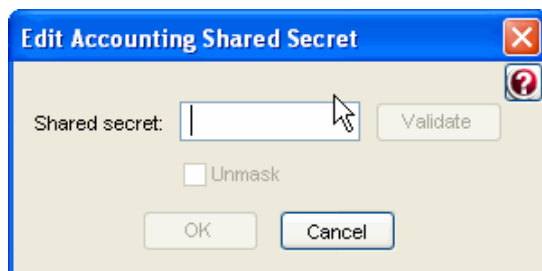 Edit Accounting Shared Secret
Shared secret: Validate
Unmask
OK Cancel